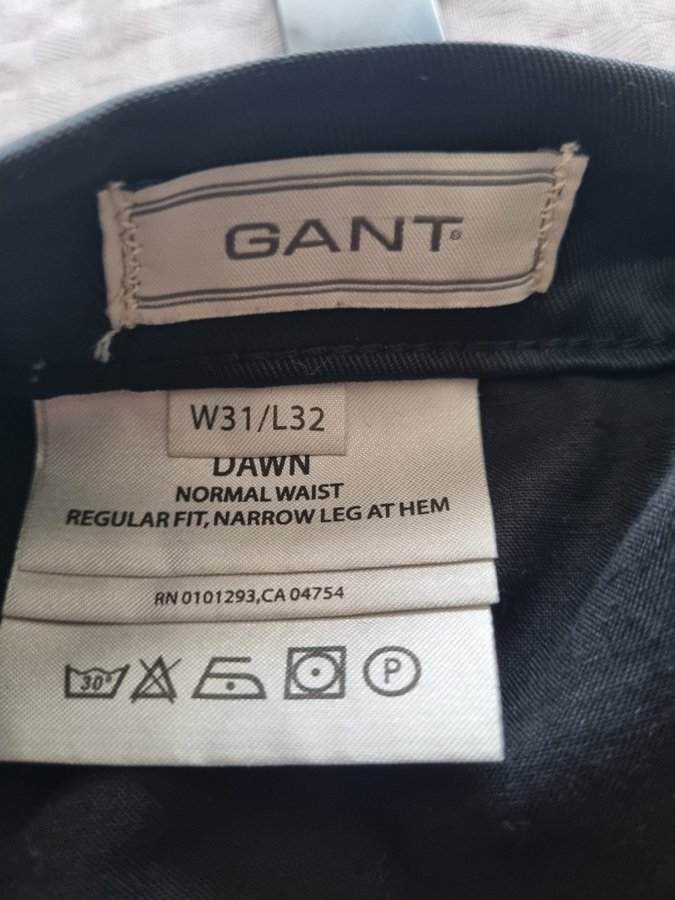 GANT®
W31/L32
DAWN
NORMAL WAIST
REGULAR FIT, NARROW LEG AT HEM
RN 0101293, CA 04754
30° P